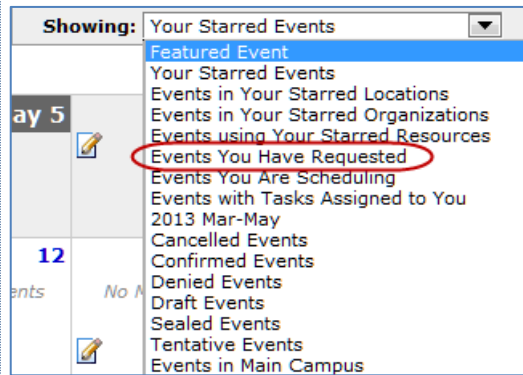 Showing: Your Starred Events
Featured Event
Your Starred Events
Events in Your Starred Locations
Events in Your Starred Organizations
ay 5
Events using Your Starred Resources
Events You Have Requested
Events You Are Scheduling
Events with Tasks Assigned to You
2013 Mar-May
Cancelled Events
12
Confirmed Events
Denied Events
ents No
Draft Events
Sealed Events
Tentative Events
Events in Main Campus